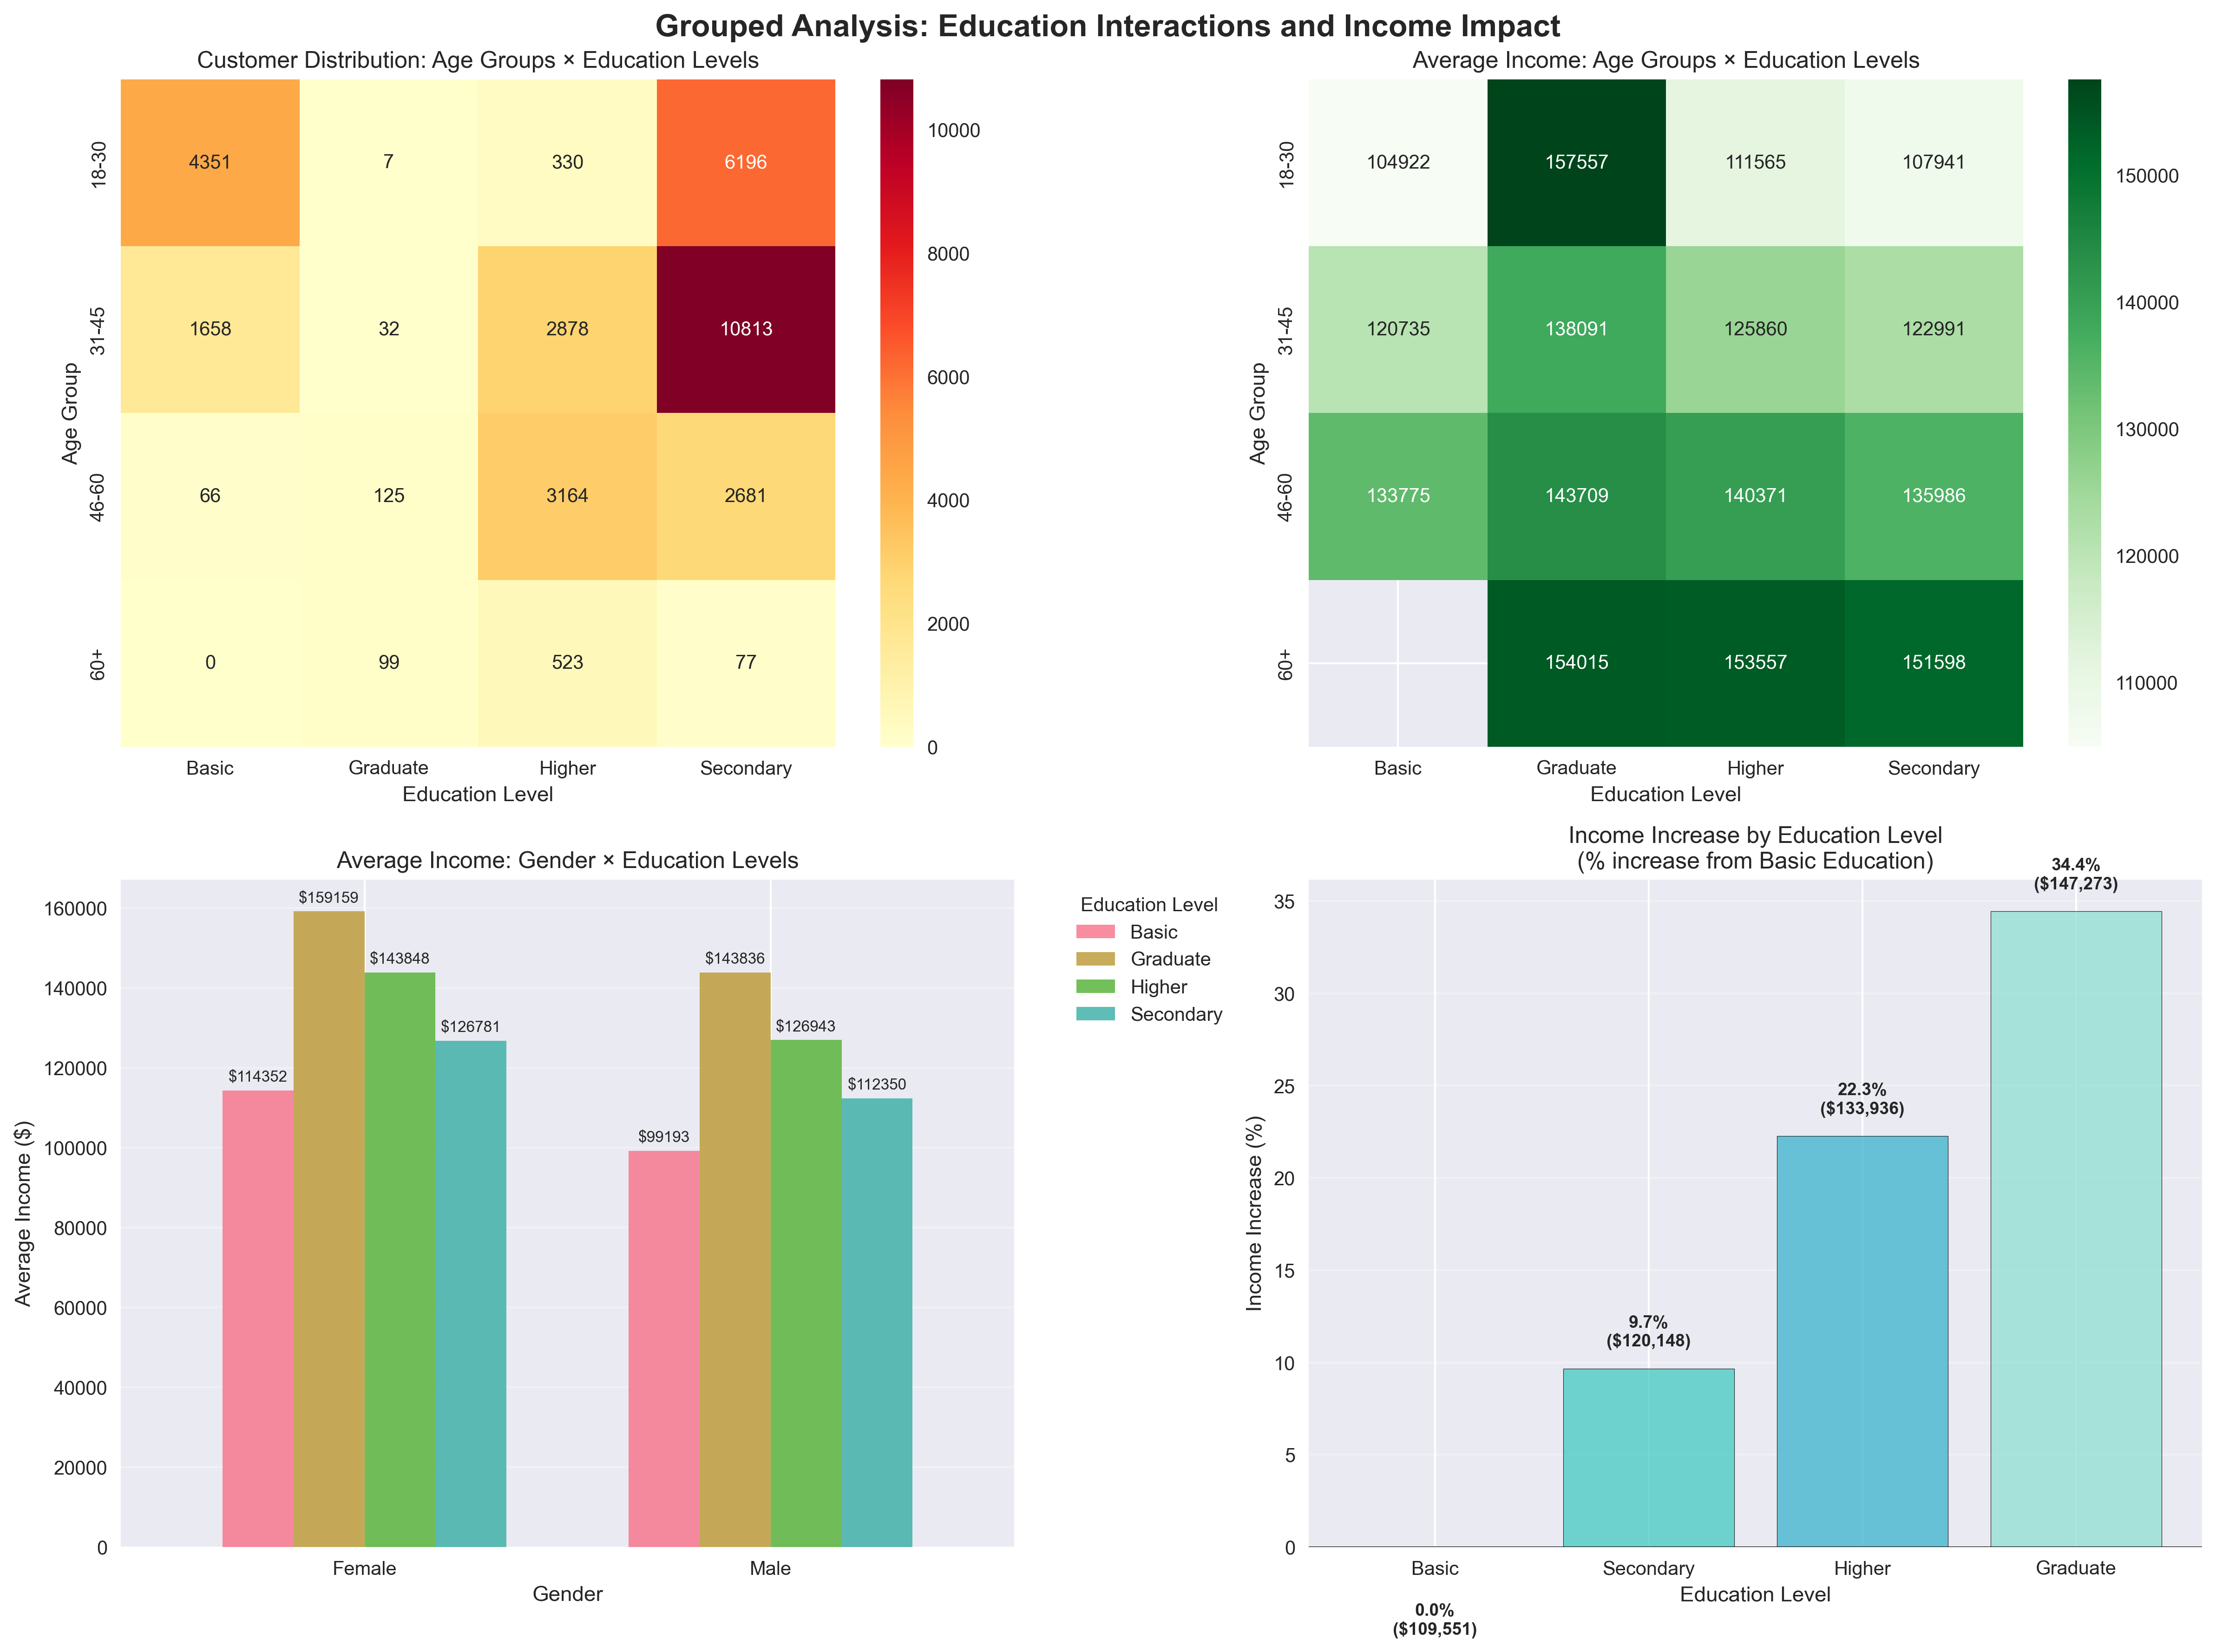 Grouped Analysis: Education Interactions and Income Impact
Customer Distribution: Age Groups × Education Levels
Age Group
18-30
4351 7 330 6196
31-45
1658 32 2878 10813
46-60
66 125 3164 2681
60+
0 99 523 77
Basic Graduate Higher Secondary
Education Level
10000
8000
6000
4000
2000
0
Average Income: Age Groups × Education Levels
Age Group
18-30
104922 157557 111565 107941
31-45
120735 138091 125860 122991
46-60
133775 143709 140371 135986
60+
154015 153557 151598
Basic Graduate Higher Secondary
Education Level
150000
140000
130000
120000
110000
Average Income: Gender × Education Levels
Average Income ($)
160000
140000
120000
100000
80000
60000
40000
20000
0
$114352
$159159
$143848
$126781
$99193
$143836
$126943
$112350
Female Male
Gender
Education Level
Basic
Graduate
Higher
Secondary
Income Increase by Education Level
(% increase from Basic Education)
Income Increase (%)
35
30
25
20
15
10
5
0
0.0%
($109,551)
9.7%
($120,148)
22.3%
($133,936)
34.4%
($147,273)
Basic Secondary Higher Graduate
Education Level